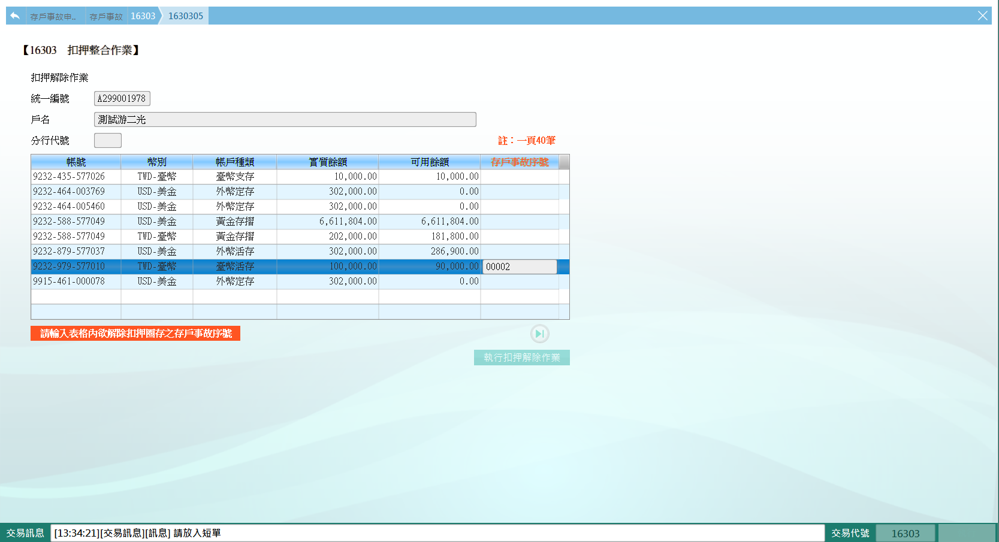 存戶事故申.. 存戶事故 16303 1630305
【16303 扣押整合作業】
扣押解除作業
統一編號 A299001978
戶名 測試游二光
分行代號
註：一頁40筆
帳號 幣別 帳戶種類 實質餘額 可用餘額 存戶事故序號
9232-435-577026 TWD-臺幣 臺幣支存 10,000.00 10,000.00
9232-464-003769 USD-美金 外幣定存 302,000.00 0.00
9232-464-005460 USD-美金 外幣定存 302,000.00 0.00
9232-588-577049 USD-美金 黃金存摺 6,611,804.00 6,611,804.00
9232-588-577049 TWD-臺幣 黃金存摺 202,000.00 181,800.00
9232-879-577037 USD-美金 外幣活存 302,000.00 286,900.00
9232-979-577010 TWD-臺幣 臺幣活存 100,000.00 90,000.00 00002
9915-461-000078 USD-美金 外幣定存 302,000.00 0.00
請輸入表格內欲解除扣押圈存之存戶事故序號
執行扣押解除作業
交易訊息 [13:34:21][交易訊息][訊息] 請放入短單 交易代號 16303